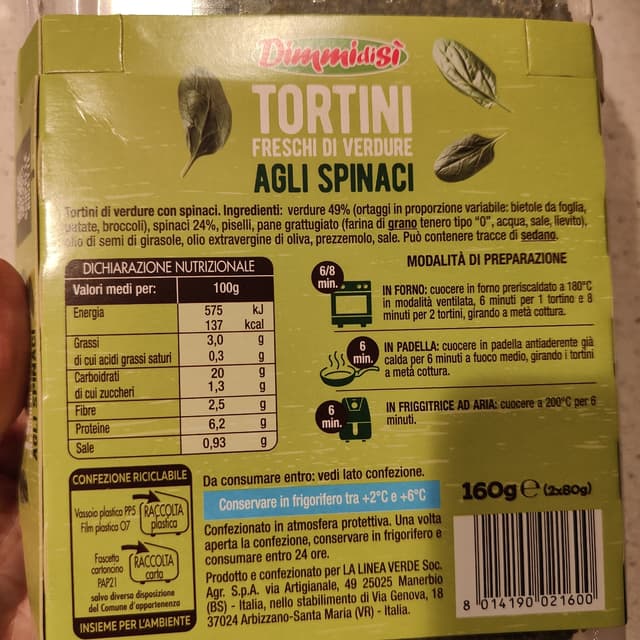 Dimmidisì
TORTINI
FRESCHI DI VERDURE
AGLI SPINACI
Tortini di verdure con spinaci. Ingredienti: verdure 49% (ortaggi in proporzione variabile: bietole da foglia,
patate, broccoli), spinaci 24%, piselli, pane grattugiato (farina di grano tenero tipo "0", acqua, sale, lievito),
olio di semi di girasole, olio extravergine di oliva, prezzemolo, sale. Può contenere tracce di sedano.
DICHIARAZIONE NUTRIZIONALE
Valori medi per: 100g
Energia 575 kJ
137 kcal
Grassi 3,0 g
di cui acidi grassi saturi 0,3 g
Carboidrati 20 g
di cui zuccheri 1,3 g
Fibre 2,5 g
Proteine 6,2 g
Sale 0,93 g
MODALITÀ DI PREPARAZIONE
6/8
min.
IN FORNO: cuocere in forno preriscaldato a 180°C
in modalità ventilata, 6 minuti per 1 tortino e 8
minuti per 2 tortini, girando a metà cottura.
6
min.
IN PADELLA: cuocere in padella antiaderente già
calda per 6 minuti a fuoco medio, girando i tortini
a metà cottura.
6
min.
IN FRIGGITRICE AD ARIA: cuocere a 200°C per 6
minuti.
AGLI SPINACI
CONFEZIONE RICICLABILE
Vassoio plastica PP5
Film plastica O7
RACCOLTA
plastica
Fascetta
cartoncino
PAP21
RACCOLTA
carta
salvo diversa disposizione
del Comune d'appartenenza
INSIEME PER L'AMBIENTE
Da consumare entro: vedi lato confezione.
Conservare in frigorifero tra +2°C e +6°C
Confezionato in atmosfera protettiva. Una volta
aperta la confezione, conservare in frigorifero e
consumare entro 24 ore.
Prodotto e confezionato per LA LINEA VERDE Soc.
Agr. S.p.A. via Artigianale, 49 25025 Manerbio
(BS) - Italia, nello stabilimento di Via Genova, 18
37024 Arbizzano-Santa Maria (VR) - Italia.
160g e (2x80g)
8 014190 021600